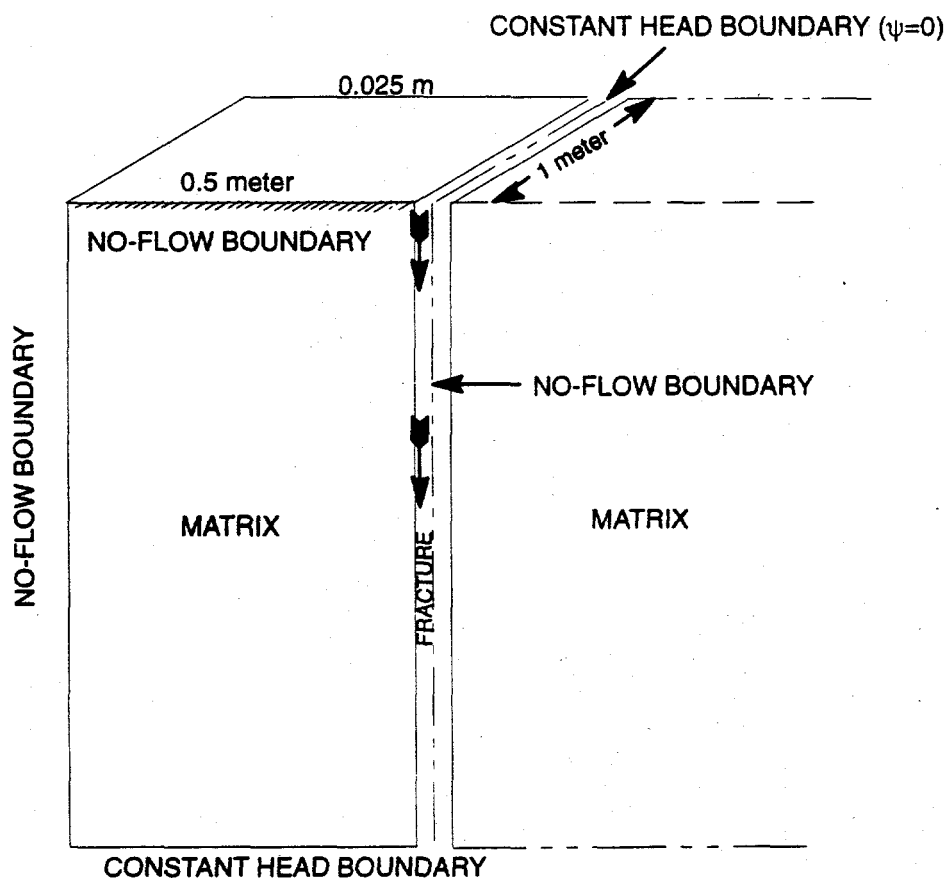 CONSTANT HEAD BOUNDARY (ψ=0)
0.025 m
1 meter
0.5 meter
NO-FLOW BOUNDARY
NO-FLOW BOUNDARY
NO-FLOW BOUNDARY
MATRIX
MATRIX
FRACTURE
CONSTANT HEAD BOUNDARY